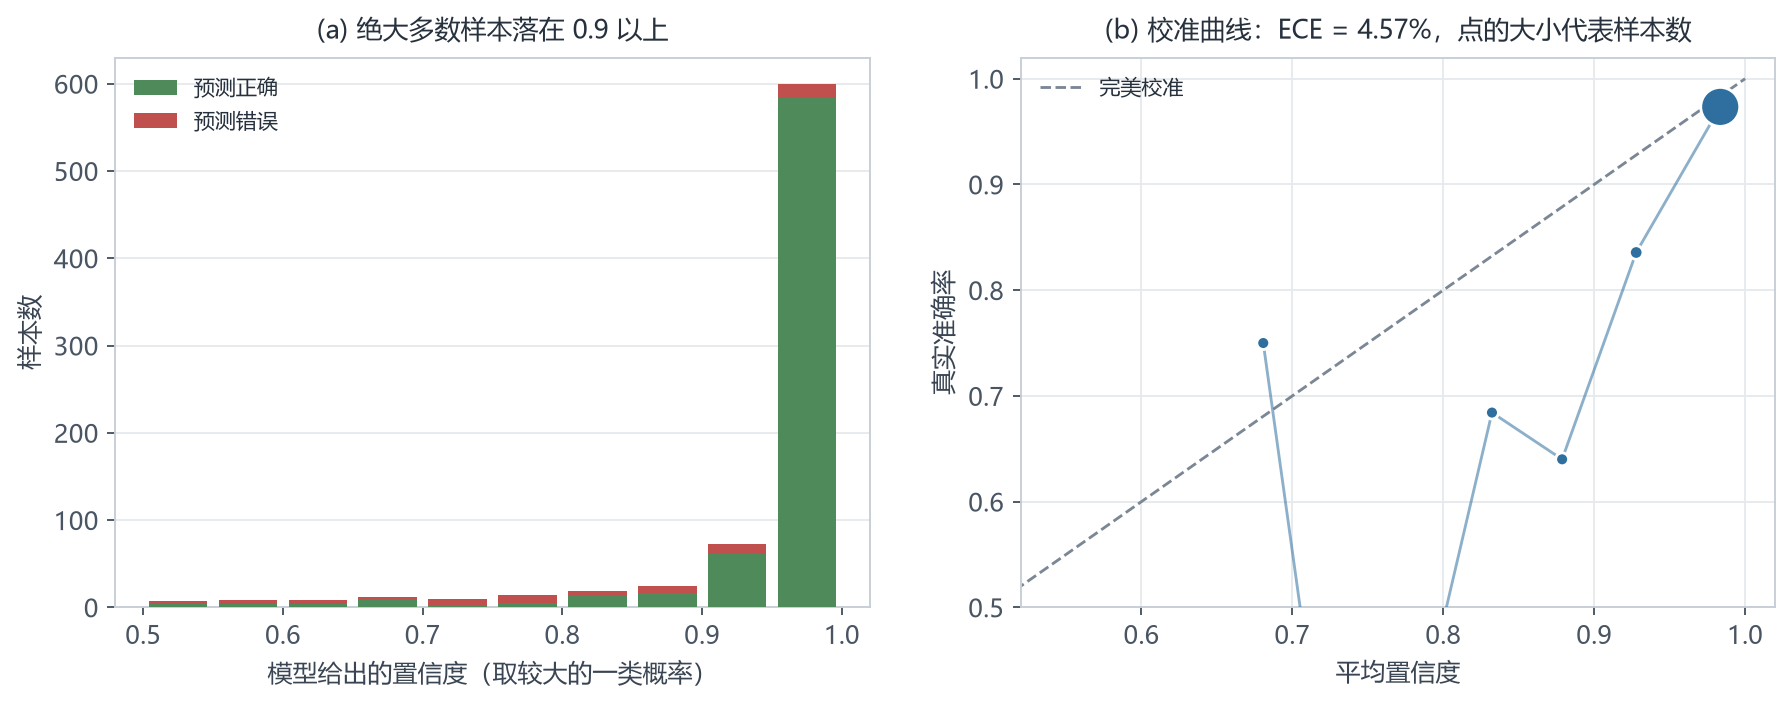 (a) 绝大多数样本落在 0.9 以上
预测正确
预测错误
600
500
400
300
200
100
0
样本数
0.5 0.6 0.7 0.8 0.9 1.0
模型给出的置信度（取较大的一类概率）
(b) 校准曲线：ECE = 4.57%，点的大小代表样本数
完美校准
1.0
0.9
0.8
0.7
0.6
0.5
真实准确率
0.6 0.7 0.8 0.9 1.0
平均置信度